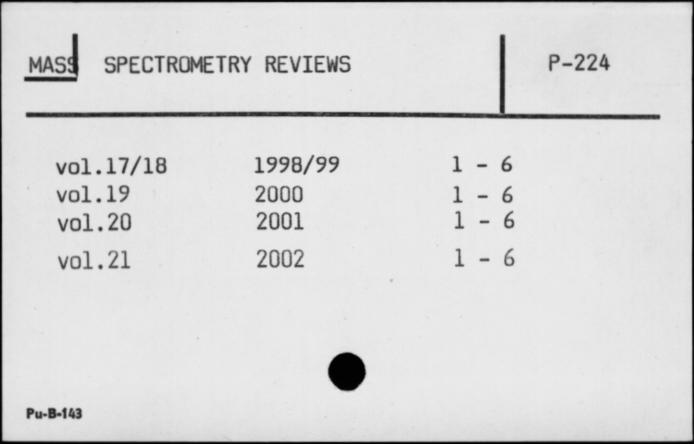 MASS SPECTROMETRY REVIEWS P-224
vol.17/18 1998/99 1 - 6
vol.19 2000 1 - 6
vol.20 2001 1 - 6
vol.21 2002 1 - 6
Pu-B-143